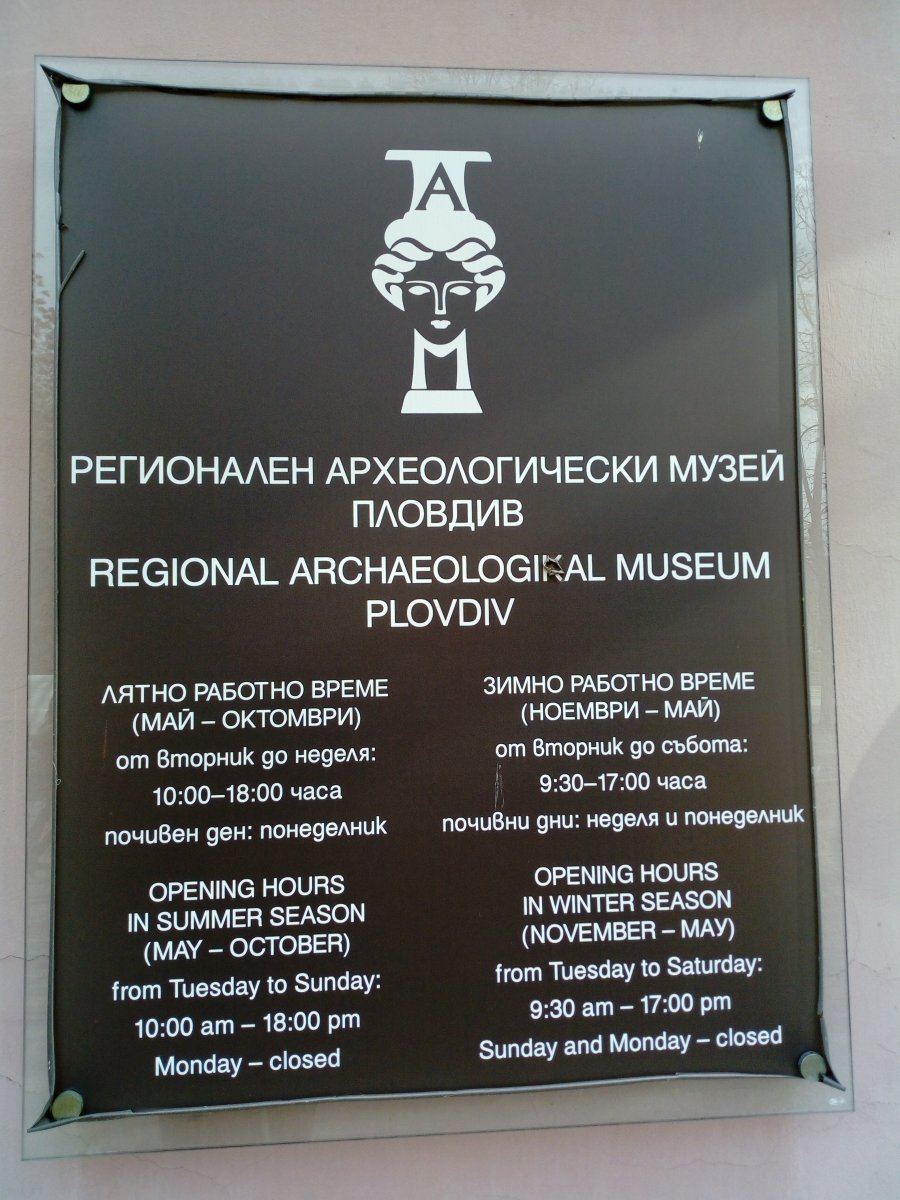 А
М
РЕГИОНАЛЕН АРХЕОЛОГИЧЕСКИ МУЗЕЙ
ПЛОВДИВ
REGIONAL ARCHAEOLOGICAL MUSEUM
PLOVDIV
ЛЯТНО РАБОТНО ВРЕМЕ
(МАЙ – ОКТОМВРИ)
от вторник до неделя:
10:00–18:00 часа
почивен ден: понеделник
ЗИМНО РАБОТНО ВРЕМЕ
(НОЕМВРИ – МАЙ)
от вторник до събота:
9:30–17:00 часа
почивни дни: неделя и понеделник
OPENING HOURS
IN SUMMER SEASON
(MAY – OCTOBER)
from Tuesday to Sunday:
10:00 am – 18:00 pm
Monday – closed
OPENING HOURS
IN WINTER SEASON
(NOVEMBER – MAY)
from Tuesday to Saturday:
9:30 am – 17:00 pm
Sunday and Monday – closed